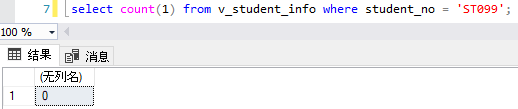 7 select count(1) from v_student_info where student_no = 'ST099';
100 %
结果 消息
(无列名)
1 0